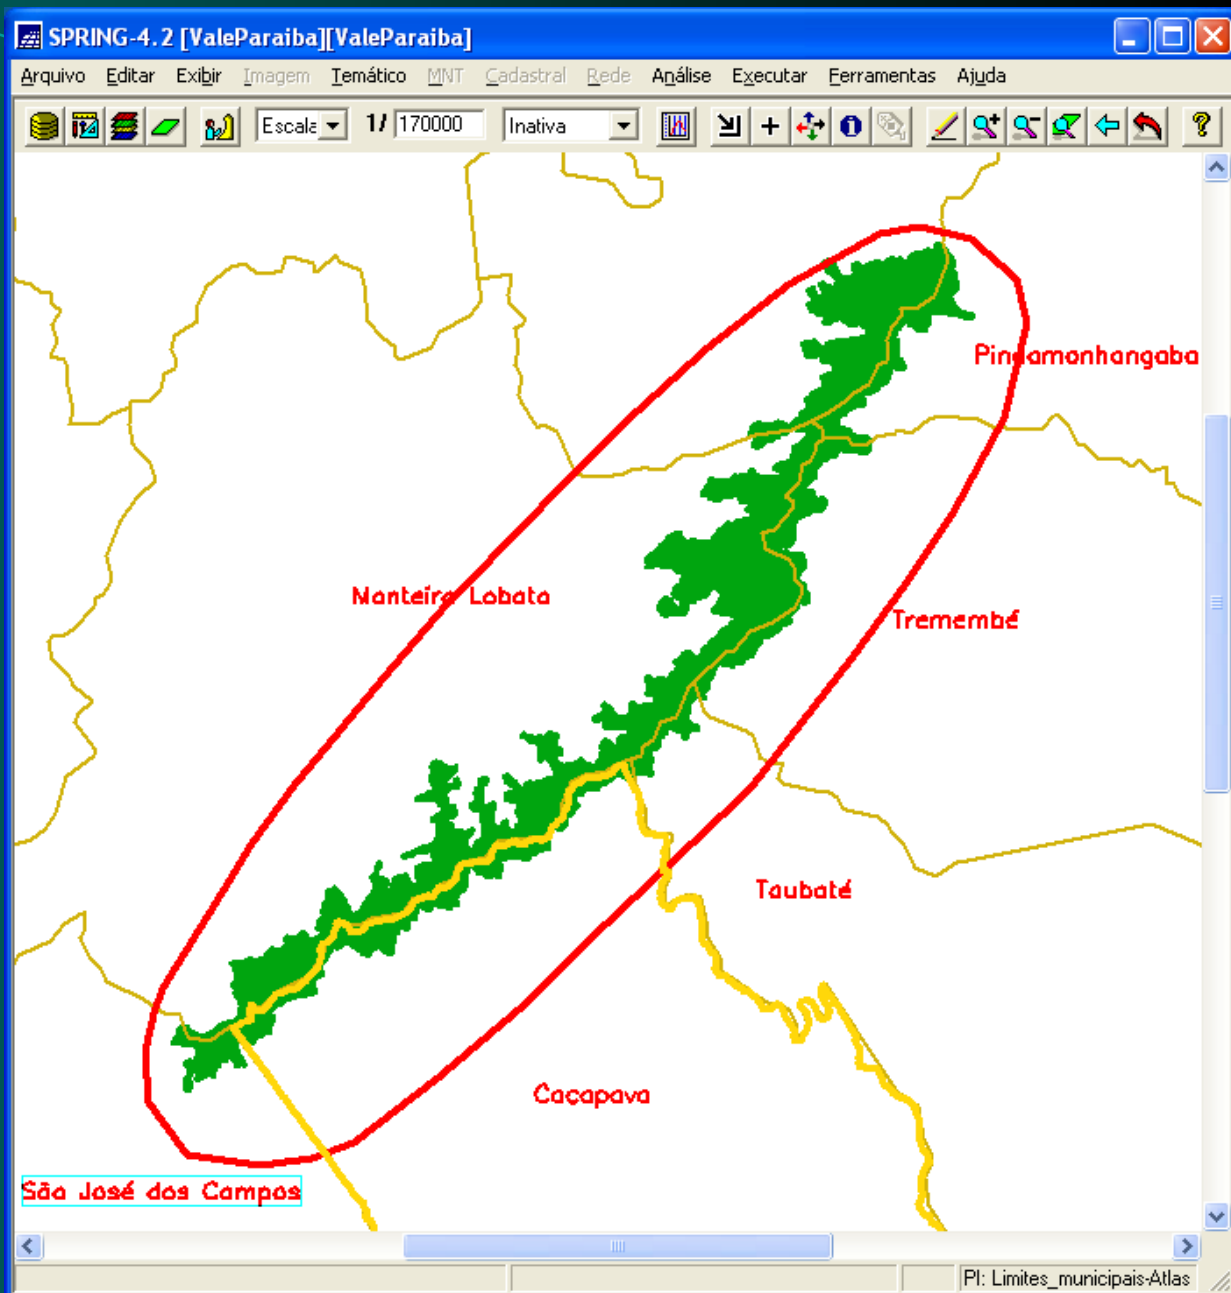 SPRING-4.2 [ValeParaiba][ValeParaiba]
Arquivo Editar Exibir Imagem Temático MNT Cadastral Rede Análise Executar Ferramentas Ajuda
Escala 1/ 170000 Inativa
Pindamonhangaba
Monteiro Lobato
Tremembé
Taubaté
Caçapava
São José dos Campos
PI: Limites_municipais-Atlas